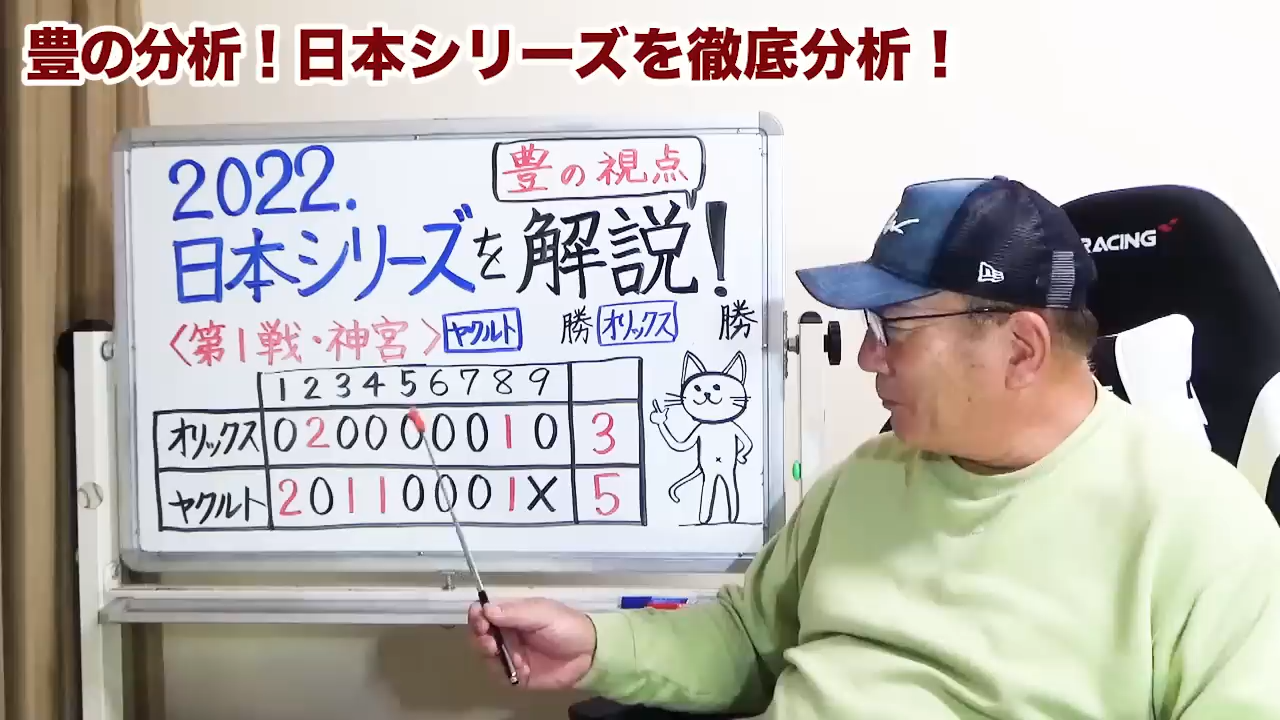 豊の分析！日本シリーズを徹底分析！
豊の視点
2022.
日本シリーズを解説！
〈第1戦・神宮〉ヤクルト 勝 オリックス 勝
1 2 3 4 5 6 7 8 9
オリックス 0 2 0 0 0 0 0 1 0 3
ヤクルト 2 0 1 1 0 0 0 1 X 5
RACING